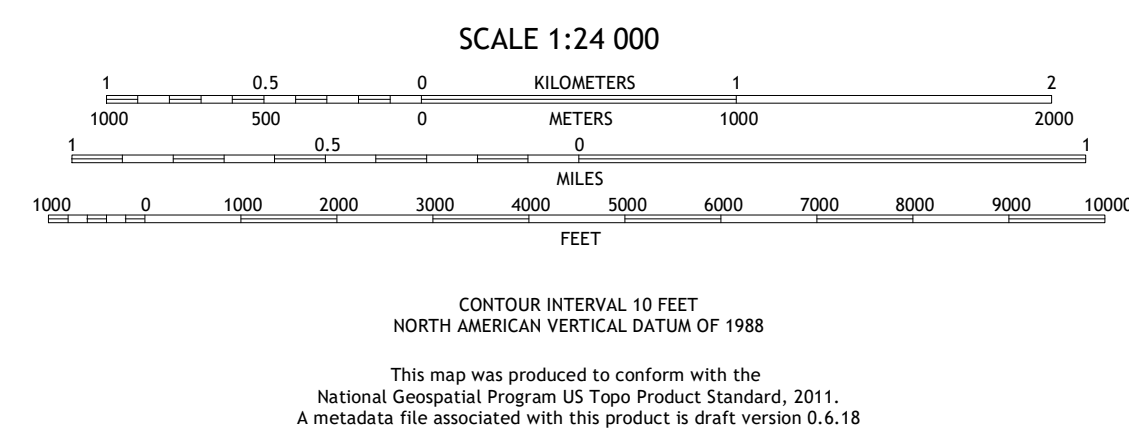 SCALE 1:24 000
1 0.5 0 KILOMETERS 1 2
1000 500 0 METERS 1000 2000
1 0.5 0 1
MILES
1000 0 1000 2000 3000 4000 5000 6000 7000 8000 9000 10000
FEET
CONTOUR INTERVAL 10 FEET
NORTH AMERICAN VERTICAL DATUM OF 1988
This map was produced to conform with the
National Geospatial Program US Topo Product Standard, 2011.
A metadata file associated with this product is draft version 0.6.18